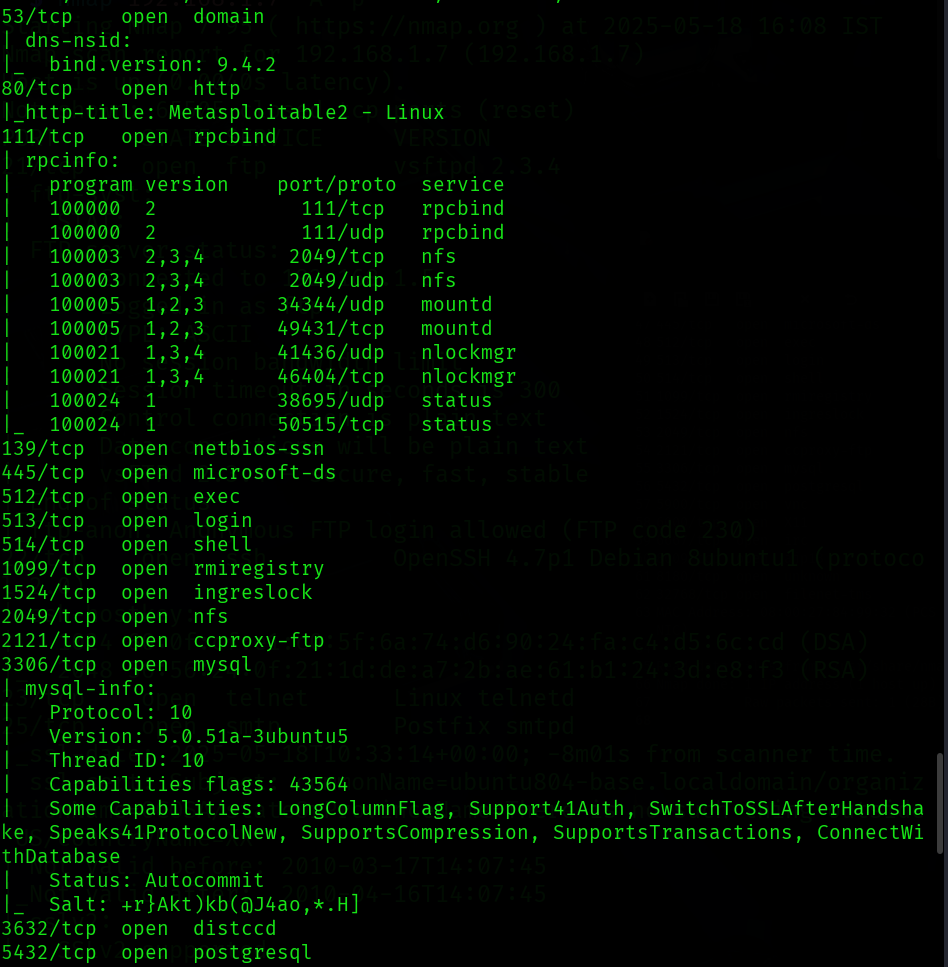 53/tcp open domain
| dns-nsid:
|_ bind.version: 9.4.2
80/tcp open http
|_http-title: Metasploitable2 - Linux
111/tcp open rpcbind
| rpcinfo:
| program version port/proto service
| 100000 2 111/tcp rpcbind
| 100000 2 111/udp rpcbind
| 100003 2,3,4 2049/tcp nfs
| 100003 2,3,4 2049/udp nfs
| 100005 1,2,3 34344/udp mountd
| 100005 1,2,3 49431/tcp mountd
| 100021 1,3,4 41436/udp nlockmgr
| 100021 1,3,4 46404/tcp nlockmgr
| 100024 1 38695/udp status
|_ 100024 1 50515/tcp status
139/tcp open netbios-ssn
445/tcp open microsoft-ds
512/tcp open exec
513/tcp open login
514/tcp open shell
1099/tcp open rmiregistry
1524/tcp open ingreslock
2049/tcp open nfs
2121/tcp open ccproxy-ftp
3306/tcp open mysql
| mysql-info:
| Protocol: 10
| Version: 5.0.51a-3ubuntu5
| Thread ID: 10
| Capabilities flags: 43564
| Some Capabilities: LongColumnFlag, Support41Auth, SwitchToSSLAfterHandsha
ke, Speaks41ProtocolNew, SupportsCompression, SupportsTransactions, ConnectWi
thDatabase
| Status: Autocommit
|_ Salt: +r}Akt)kb(@J4ao,*.H]
3632/tcp open distccd
5432/tcp open postgresql